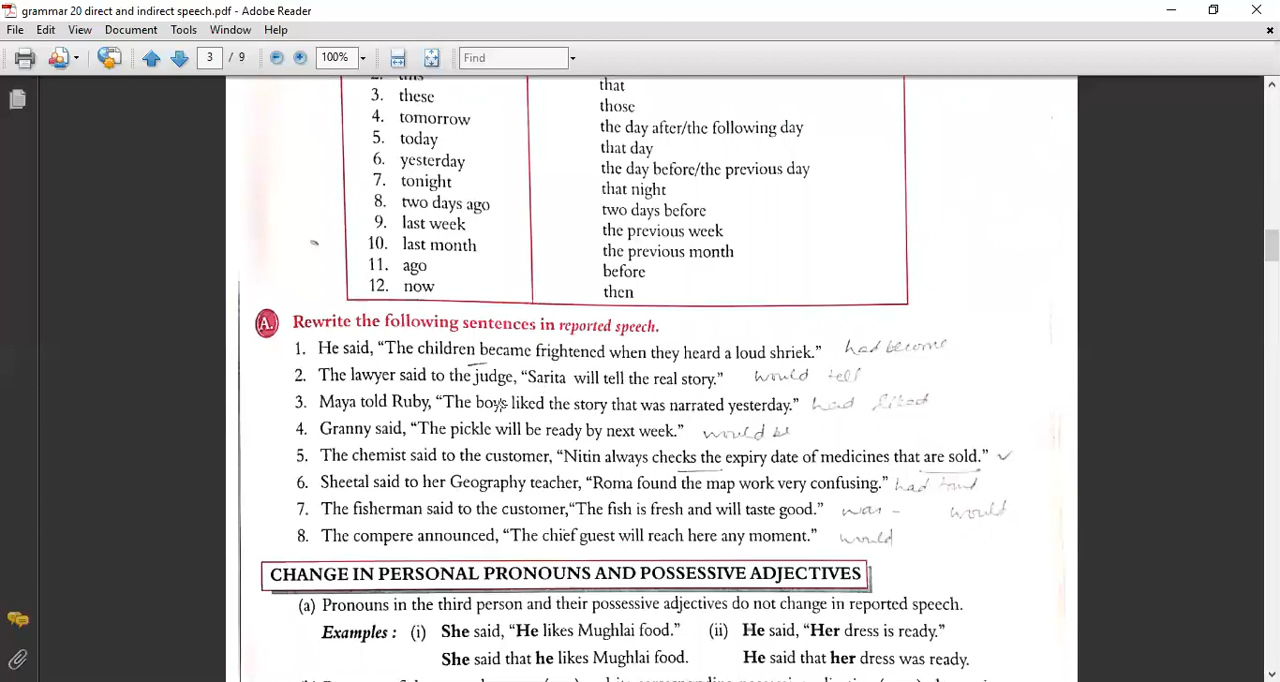 grammar 20 direct and indirect speech.pdf - Adobe Reader
File Edit View Document Tools Window Help
3 / 9 100% Find
2. this that
3. these those
4. tomorrow the day after/the following day
5. today that day
6. yesterday the day before/the previous day
7. tonight that night
8. two days ago two days before
9. last week the previous week
10. last month the previous month
11. ago before
12. now then
A. Rewrite the following sentences in reported speech.
1. He said, “The children became frightened when they heard a loud shriek.” had become
2. The lawyer said to the judge, “Sarita will tell the real story.” would tell
3. Maya told Ruby, “The boys liked the story that was narrated yesterday.” had liked
4. Granny said, “The pickle will be ready by next week.” would be
5. The chemist said to the customer, “Nitin always checks the expiry date of medicines that are sold.” ✓
6. Sheetal said to her Geography teacher, “Roma found the map work very confusing.” had
7. The fisherman said to the customer,“The fish is fresh and will taste good.” was - would
8. The compere announced, “The chief guest will reach here any moment.” would
CHANGE IN PERSONAL PRONOUNS AND POSSESSIVE ADJECTIVES
(a) Pronouns in the third person and their possessive adjectives do not change in reported speech.
Examples : (i) She said, “He likes Mughlai food.” (ii) He said, “Her dress is ready.”
She said that he likes Mughlai food. He said that her dress was ready.